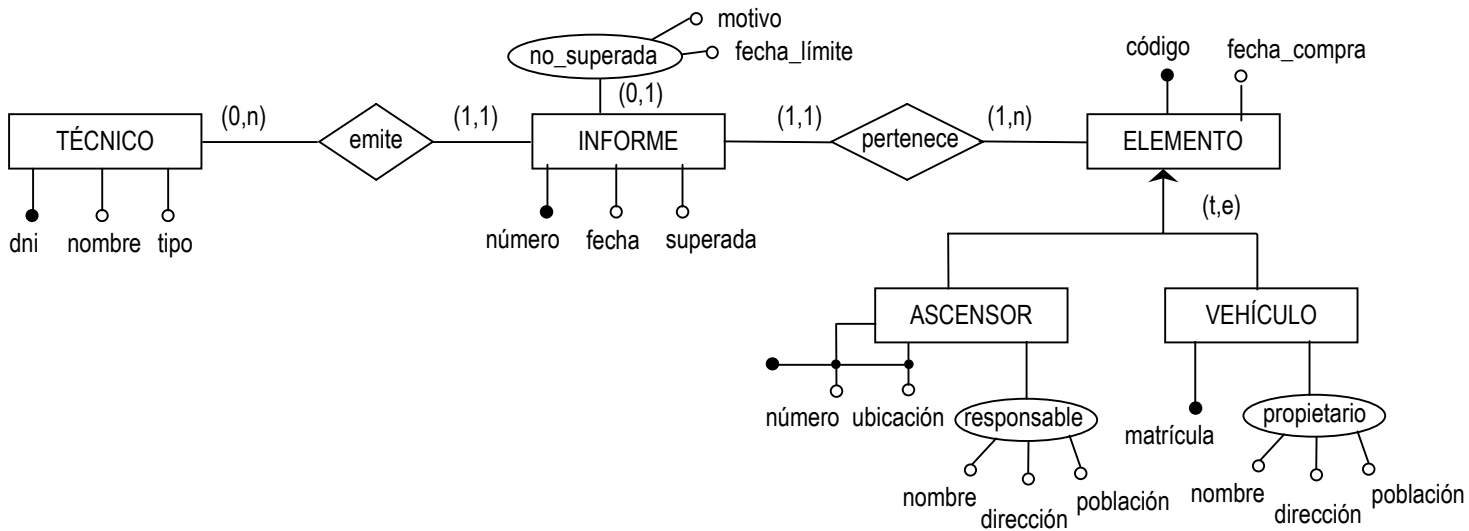 motivo
no_superada
fecha_límite
código
fecha_compra
(0,n)
(1,1)
(0,1)
(1,1)
(1,n)
TÉCNICO
emite
INFORME
pertenece
ELEMENTO
(t,e)
dni
nombre
tipo
número
fecha
superada
ASCENSOR
VEHÍCULO
número
ubicación
responsable
matrícula
propietario
nombre
dirección
población
nombre
dirección
población